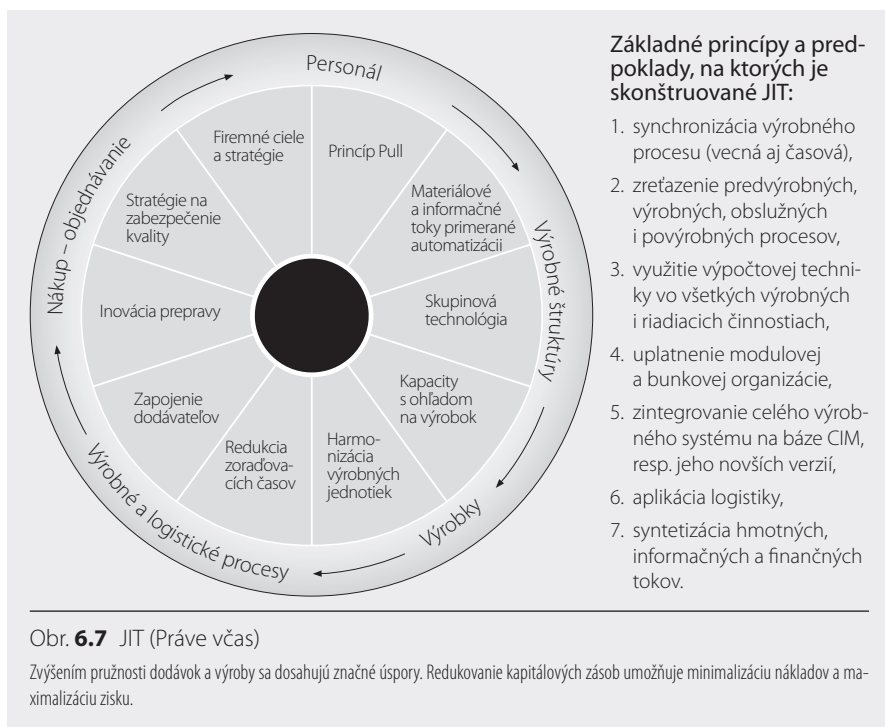 Personál
Výrobné štruktúry
Výrobky
Výrobné a logistické procesy
Nákup – objednávanie
Firemné ciele
a stratégie
Princíp Pull
Materiálové
a informačné
toky primerané
automatizácii
Skupinová
technológia
Kapacity
s ohľadom
na výrobok
Harmo-
nizácia
výrobných
jednotiek
Redukcia
zoraďova-
cích časov
Zapojenie
dodávateľov
Inovácia prepravy
Stratégie na
zabezpečenie
kvality
Základné princípy a pred-
poklady, na ktorých je
skonštruované JIT:
1. synchronizácia výrobného
procesu (vecná aj časová),
2. zreťazenie predvýrobných,
výrobných, obslužných
i povýrobných procesov,
3. využitie výpočtovej techni-
ky vo všetkých výrobných
i riadiacich činnostiach,
4. uplatnenie modulovej
a bunkovej organizácie,
5. zintegrovanie celého výrob-
ného systému na báze CIM,
resp. jeho novších verzií,
6. aplikácia logistiky,
7. syntetizácia hmotných,
informačných a finančných
tokov.
Obr. 6.7 JIT (Práve včas)
Zvýšením pružnosti dodávok a výroby sa dosahujú značné úspory. Redukovanie kapitálových zásob umožňuje minimalizáciu nákladov a ma-
ximalizáciu zisku.